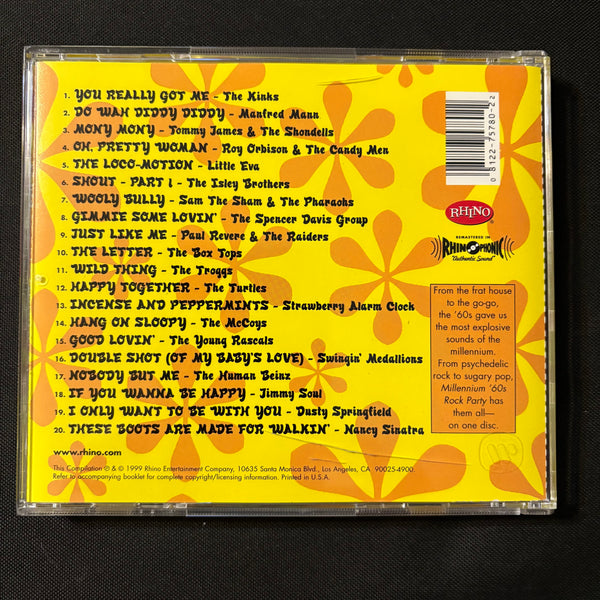 1. YOU REALLY GOT ME - The Kinks
2. DO WAH DIDDY DIDDY - Manfred Mann
3. MONY MONY - Tommy James & The Shondells
4. OH, PRETTY WOMAN - Roy Orbison & The Candy Men
5. THE LOCO-MOTION - Little Eva
6. SHOUT - PART 1 - The Isley Brothers
7. WOOLY BULLY - Sam The Sham & The Pharaohs
8. GIMMIE SOME LOVIN' - The Spencer Davis Group
9. JUST LIKE ME - Paul Revere & The Raiders
10. THE LETTER - The Box Tops
11. WILD THING - The Troggs
12. HAPPY TOGETHER - The Turtles
13. INCENSE AND PEPPERMINTS - Strawberry Alarm Clock
14. HANG ON SLOOPY - The McCoys
15. GOOD LOVIN' - The Young Rascals
16. DOUBLE SHOT (OF MY BABY'S LOVE) - Swingin' Medallions
17. NOBODY BUT ME - The Human Beinz
18. IF YOU WANNA BE HAPPY - Jimmy Soul
19. I ONLY WANT TO BE WITH YOU - Dusty Springfield
20. THESE BOOTS ARE MADE FOR WALKIN' - Nancy Sinatra
www.rhino.com
This Compilation ℗ & © 1999 Rhino Entertainment Company, 10635 Santa Monica Blvd., Los Angeles, CA 90025-4900.
Refer to accompanying booklet for complete copyright/licensing information. Printed in U.S.A.
0 8122-75780-2 2
RHINO
REMASTERED IN
RHINOPHONIC
"Authentic Sound"
From the frat house
to the go-go,
the '60s gave us
the most explosive
sounds of the
millennium.
From psychedelic
rock to sugary pop,
Millennium '60s
Rock Party has
them all—
on one disc.